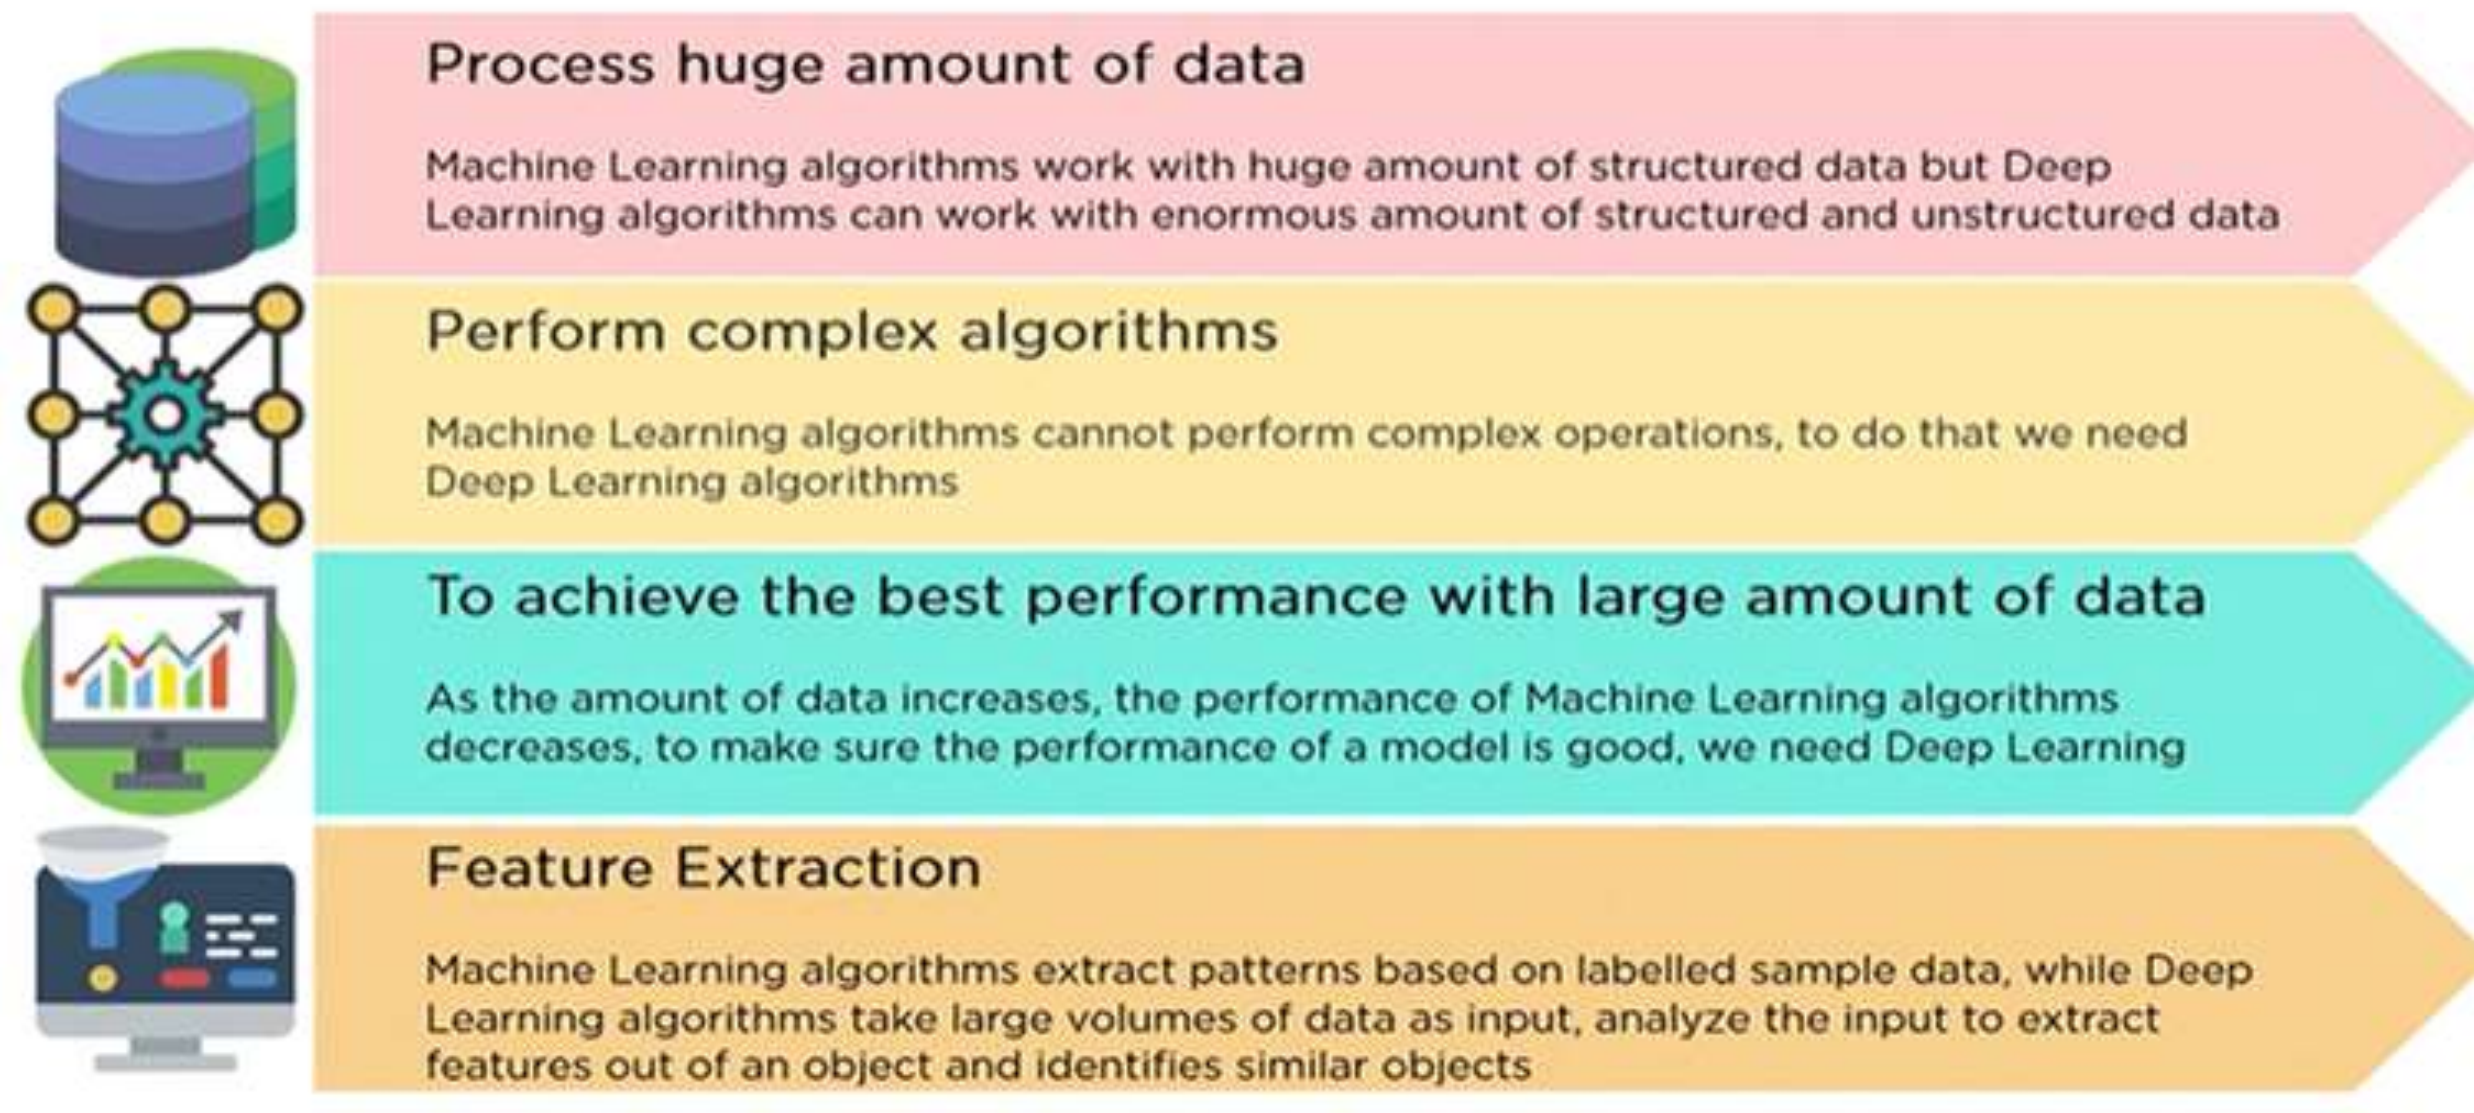 Process huge amount of data
Machine Learning algorithms work with huge amount of structured data but Deep
Learning algorithms can work with enormous amount of structured and unstructured data
Perform complex algorithms
Machine Learning algorithms cannot perform complex operations, to do that we need
Deep Learning algorithms
To achieve the best performance with large amount of data
As the amount of data increases, the performance of Machine Learning algorithms
decreases, to make sure the performance of a model is good, we need Deep Learning
Feature Extraction
Machine Learning algorithms extract patterns based on labelled sample data, while Deep
Learning algorithms take large volumes of data as input, analyze the input to extract
features out of an object and identifies similar objects